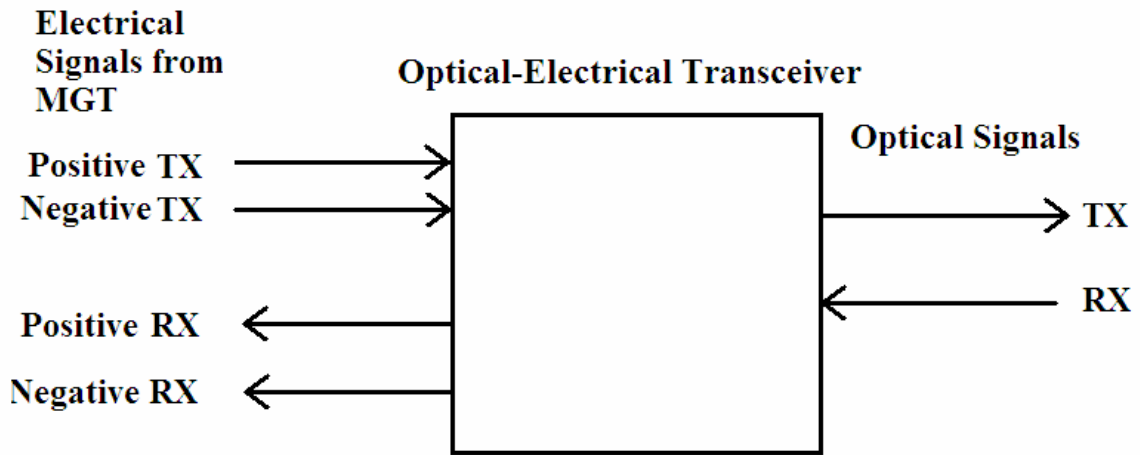 Electrical
Signals from
MGT
Optical-Electrical Transceiver
Optical Signals
Positive TX
Negative TX
TX
RX
Positive RX
Negative RX